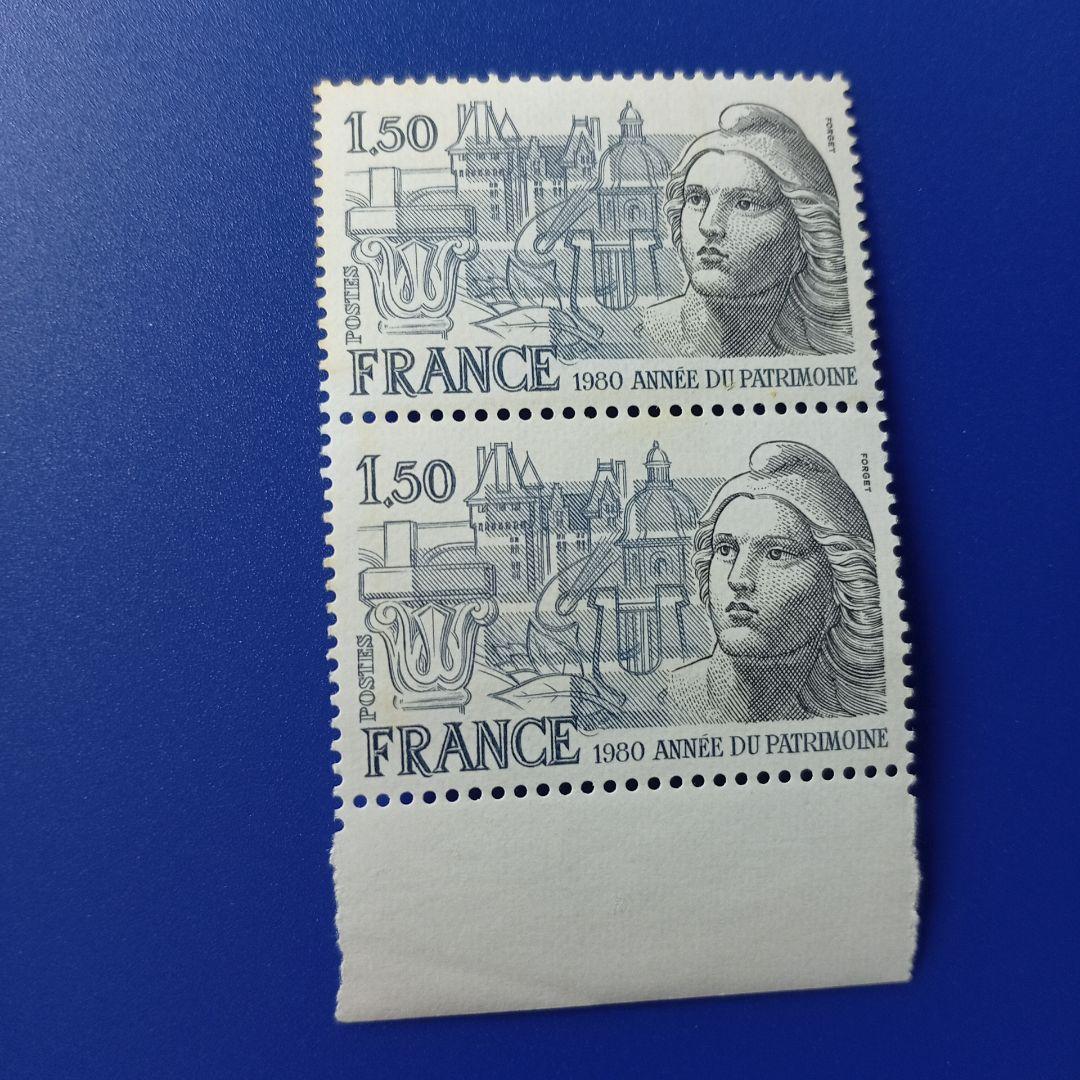 1,50
FORGET
POSTES
FRANCE 1980 ANNÉE DU PATRIMOINE
1,50
FORGET
POSTES
FRANCE 1980 ANNÉE DU PATRIMOINE